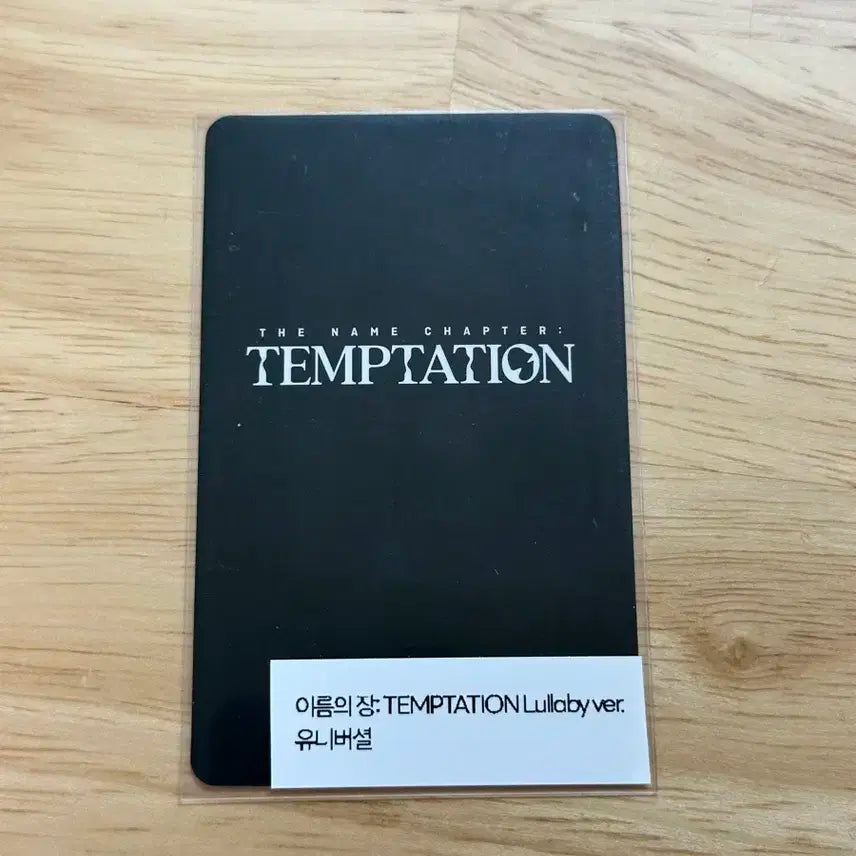 THE NAME CHAPTER:
TEMPTATION
이름의 장: TEMPTATION Lullaby ver.
유니버셜